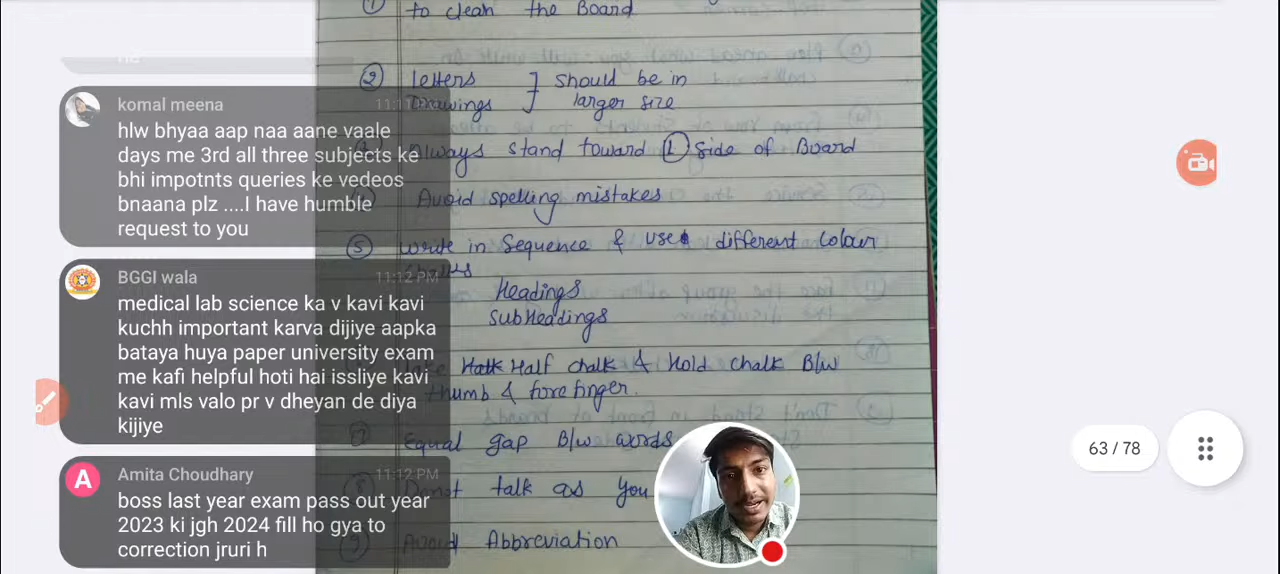 ① to clean the Board
② Letters } should be in
Drawings larger size
Always stand toward Ⓛ side of Board
Avoid spelling mistakes
⑤ write in Sequence & use different Colour
Headings
SubHeadings
Half chalk & Hold chalk B/w
thumb & fore finger.
Equal gap B/w words
talk as you
Avoid Abbreviation
komal meena
hlw bhyaa aap naa aane vaale
days me 3rd all three subjects ke
bhi impotnts queries ke vedeos
bnaana plz ....I have humble
request to you
BGGI wala 11:12 PM
medical lab science ka v kavi kavi
kuchh important karva dijiye aapka
bataya huya paper university exam
me kafi helpful hoti hai issliye kavi
kavi mls valo pr v dheyan de diya
kijiye
A Amita Choudhary 11:12 PM
boss last year exam pass out year
2023 ki jgh 2024 fill ho gya to
correction jruri h
63 / 78